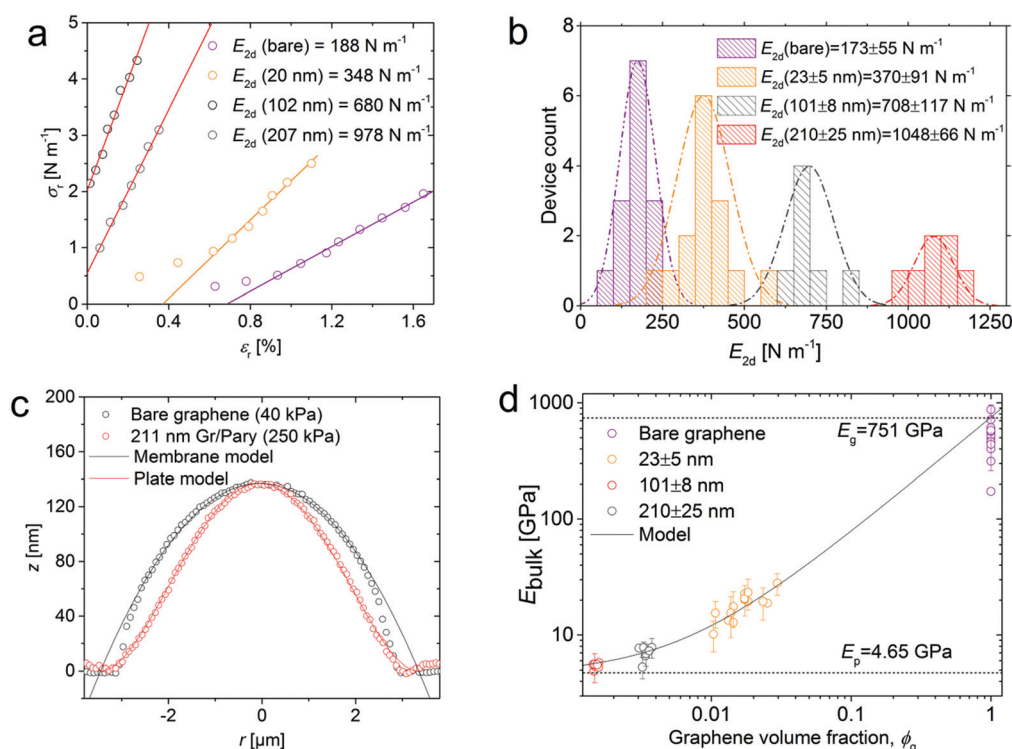 a
E2d (bare) = 188 N m-1
E2d (20 nm) = 348 N m-1
E2d (102 nm) = 680 N m-1
E2d (207 nm) = 978 N m-1
σr [N m-1]
5
4
3
2
1
0
0.0 0.4 0.8 1.2 1.6
εr [%]
b
E2d(bare)=173±55 N m-1
E2d(23±5 nm)=370±91 N m-1
E2d(101±8 nm)=708±117 N m-1
E2d(210±25 nm)=1048±66 N m-1
Device count
8
6
4
2
0
0 250 500 750 1000 1250
E2d [N m-1]
c
Bare graphene (40 kPa)
211 nm Gr/Pary (250 kPa)
Membrane model
Plate model
z [nm]
200
160
120
80
40
0
-2 0 2
r [µm]
d
Eg=751 GPa
Bare graphene
23±5 nm
101±8 nm
210±25 nm
Model
Ep=4.65 GPa
Ebulk [GPa]
1000
100
10
0.01 0.1 1
Graphene volume fraction, ϕg